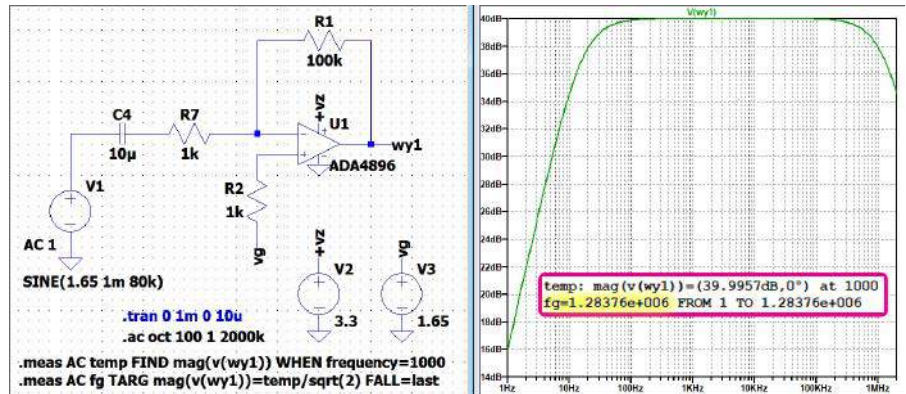 R1
100k
C4
10µ
R7
1k
+vz
U1
wy1
ADA4896
R2
1k
vg
V1
AC 1
SINE(1.65 1m 80k)
+vz
V2
3.3
vg
V3
1.65
.tran 0 1m 0 10u
.ac oct 100 1 2000k
.meas AC temp FIND mag(v(wy1)) WHEN frequency=1000
.meas AC fg TARG mag(v(wy1))=temp/sqrt(2) FALL=last
V(wy1)
40dB
38dB
36dB
34dB
32dB
30dB
28dB
26dB
24dB
22dB
20dB
18dB
16dB
14dB
temp: mag(v(wy1))=(39.9957dB,0°) at 1000
fg=1.28376e+006 FROM 1 TO 1.28376e+006
1Hz
10Hz
100Hz
1KHz
10KHz
100KHz
1MHz